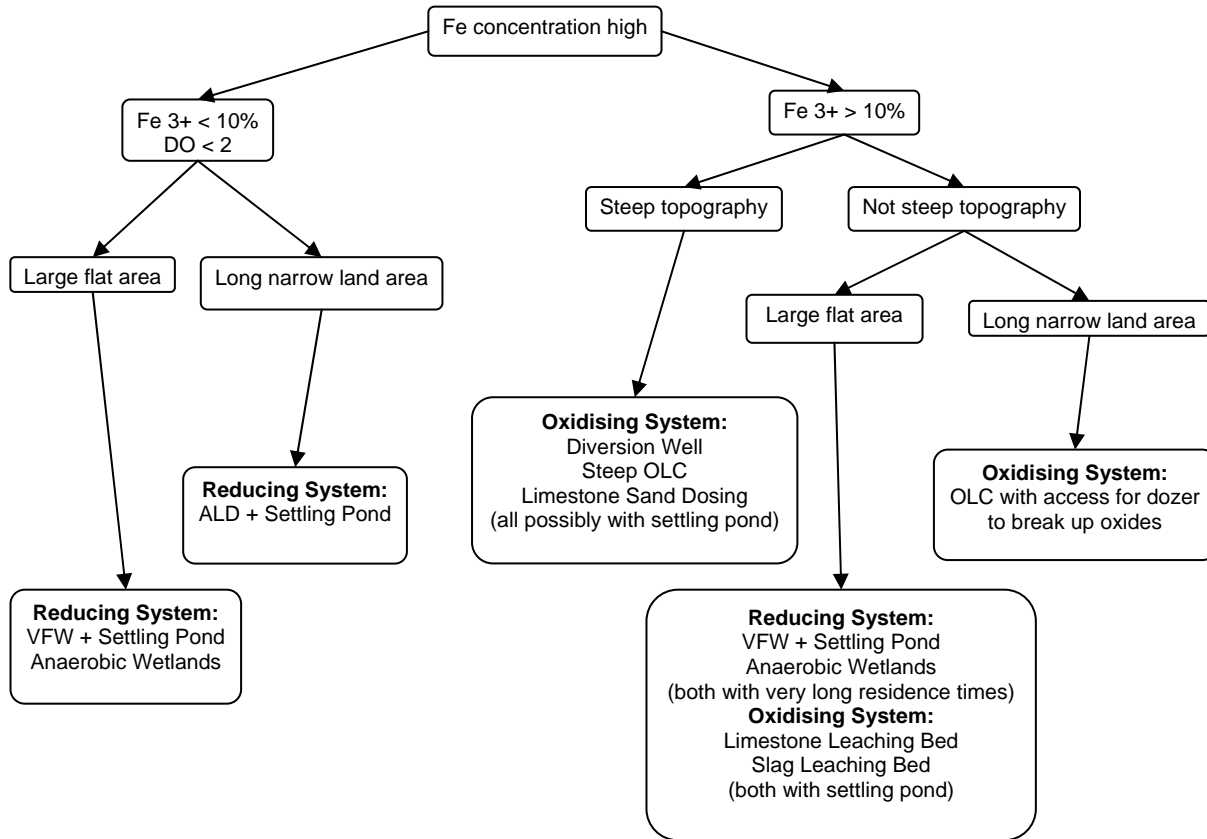 Fe concentration high
Fe 3+ < 10%
DO < 2
Fe 3+ > 10%
Steep topography
Not steep topography
Large flat area
Long narrow land area
Large flat area
Long narrow land area
Oxidising System:
Diversion Well
Steep OLC
Limestone Sand Dosing
(all possibly with settling pond)
Oxidising System:
OLC with access for dozer
to break up oxides
Reducing System:
ALD + Settling Pond
Reducing System:
VFW + Settling Pond
Anaerobic Wetlands
Reducing System:
VFW + Settling Pond
Anaerobic Wetlands
(both with very long residence times)
Oxidising System:
Limestone Leaching Bed
Slag Leaching Bed
(both with settling pond)